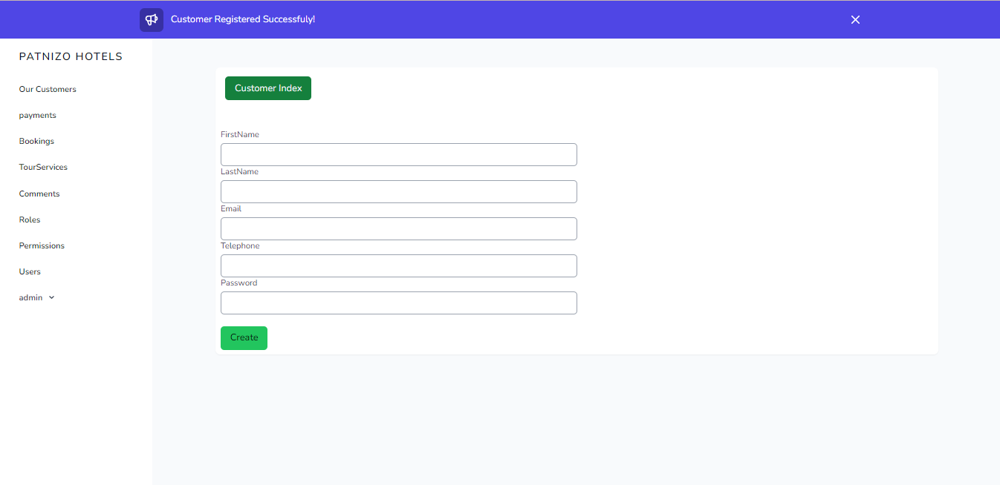 Customer Registered Successfuly!
PATNIZO HOTELS
Our Customers
payments
Bookings
TourServices
Comments
Roles
Permissions
Users
admin
Customer Index
FirstName
LastName
Email
Telephone
Password
Create